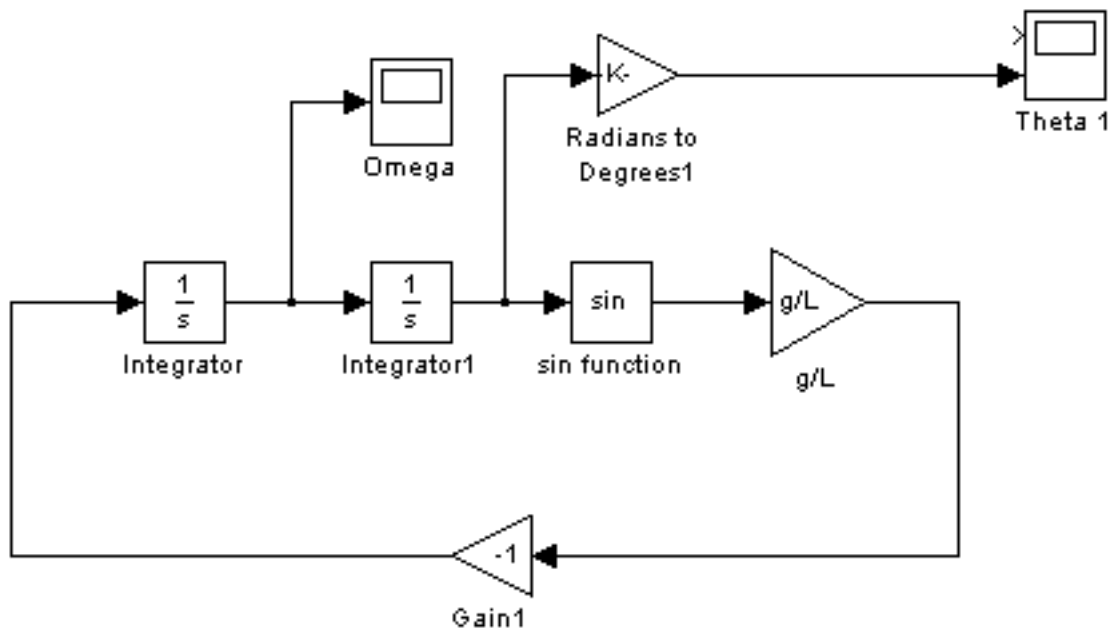 K-
Theta 1
Radians to
Degrees1
Omega
1
s
Integrator
1
s
Integrator1
sin
sin function
g/L
g/L
-1
Gain1